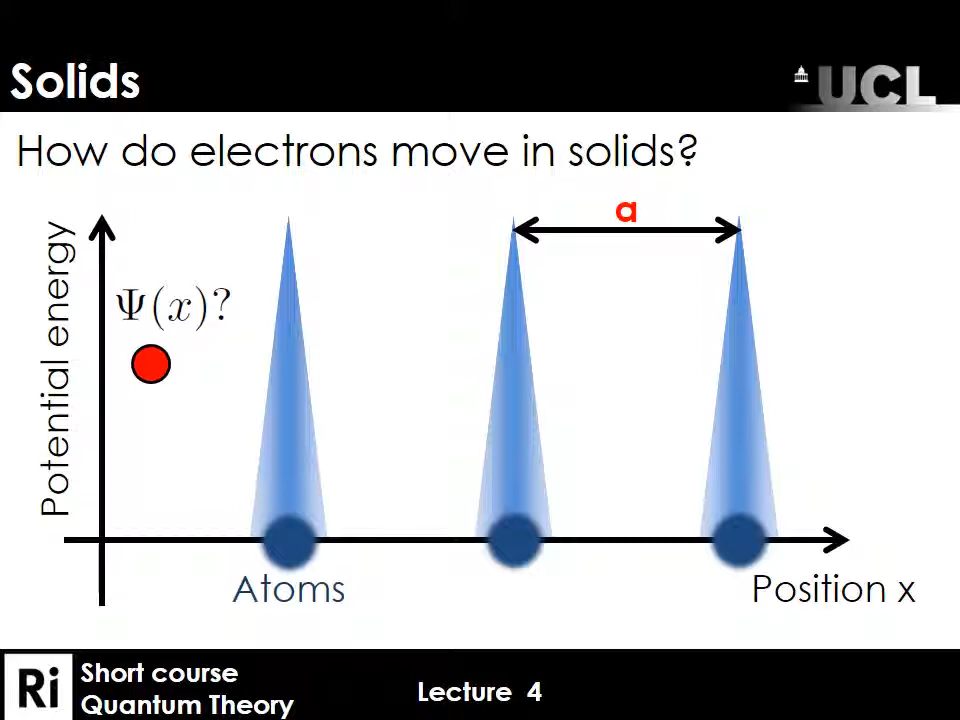 Solids
UCL
How do electrons move in solids?
a
Potential energy
Ψ(x)?
Atoms
Position x
Ri
Short course
Quantum Theory
Lecture 4